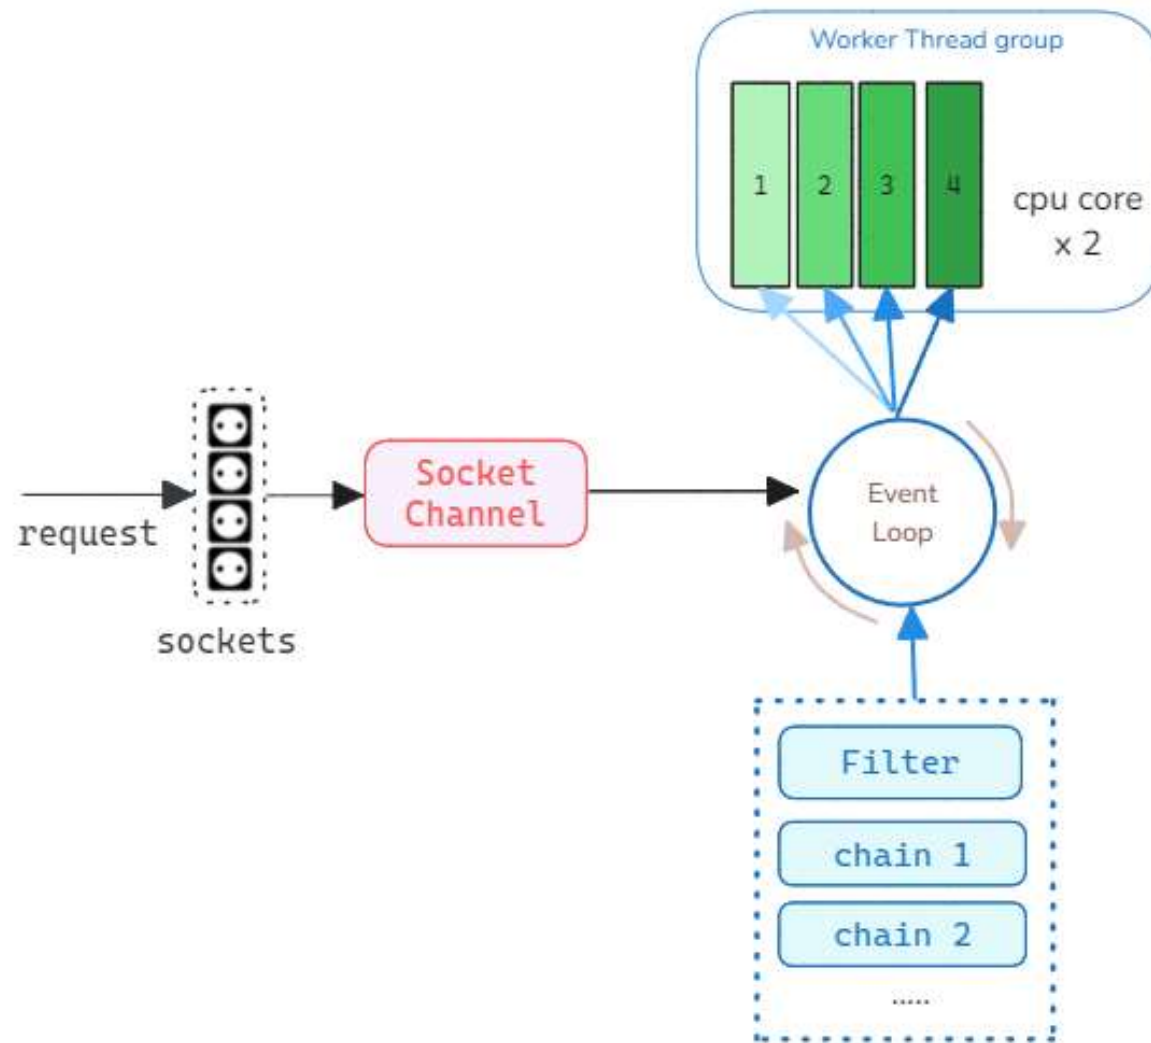 Worker Thread group
1 2 3 4
cpu core
x 2
request
sockets
Socket
Channel
Event
Loop
Filter
chain 1
chain 2
.....